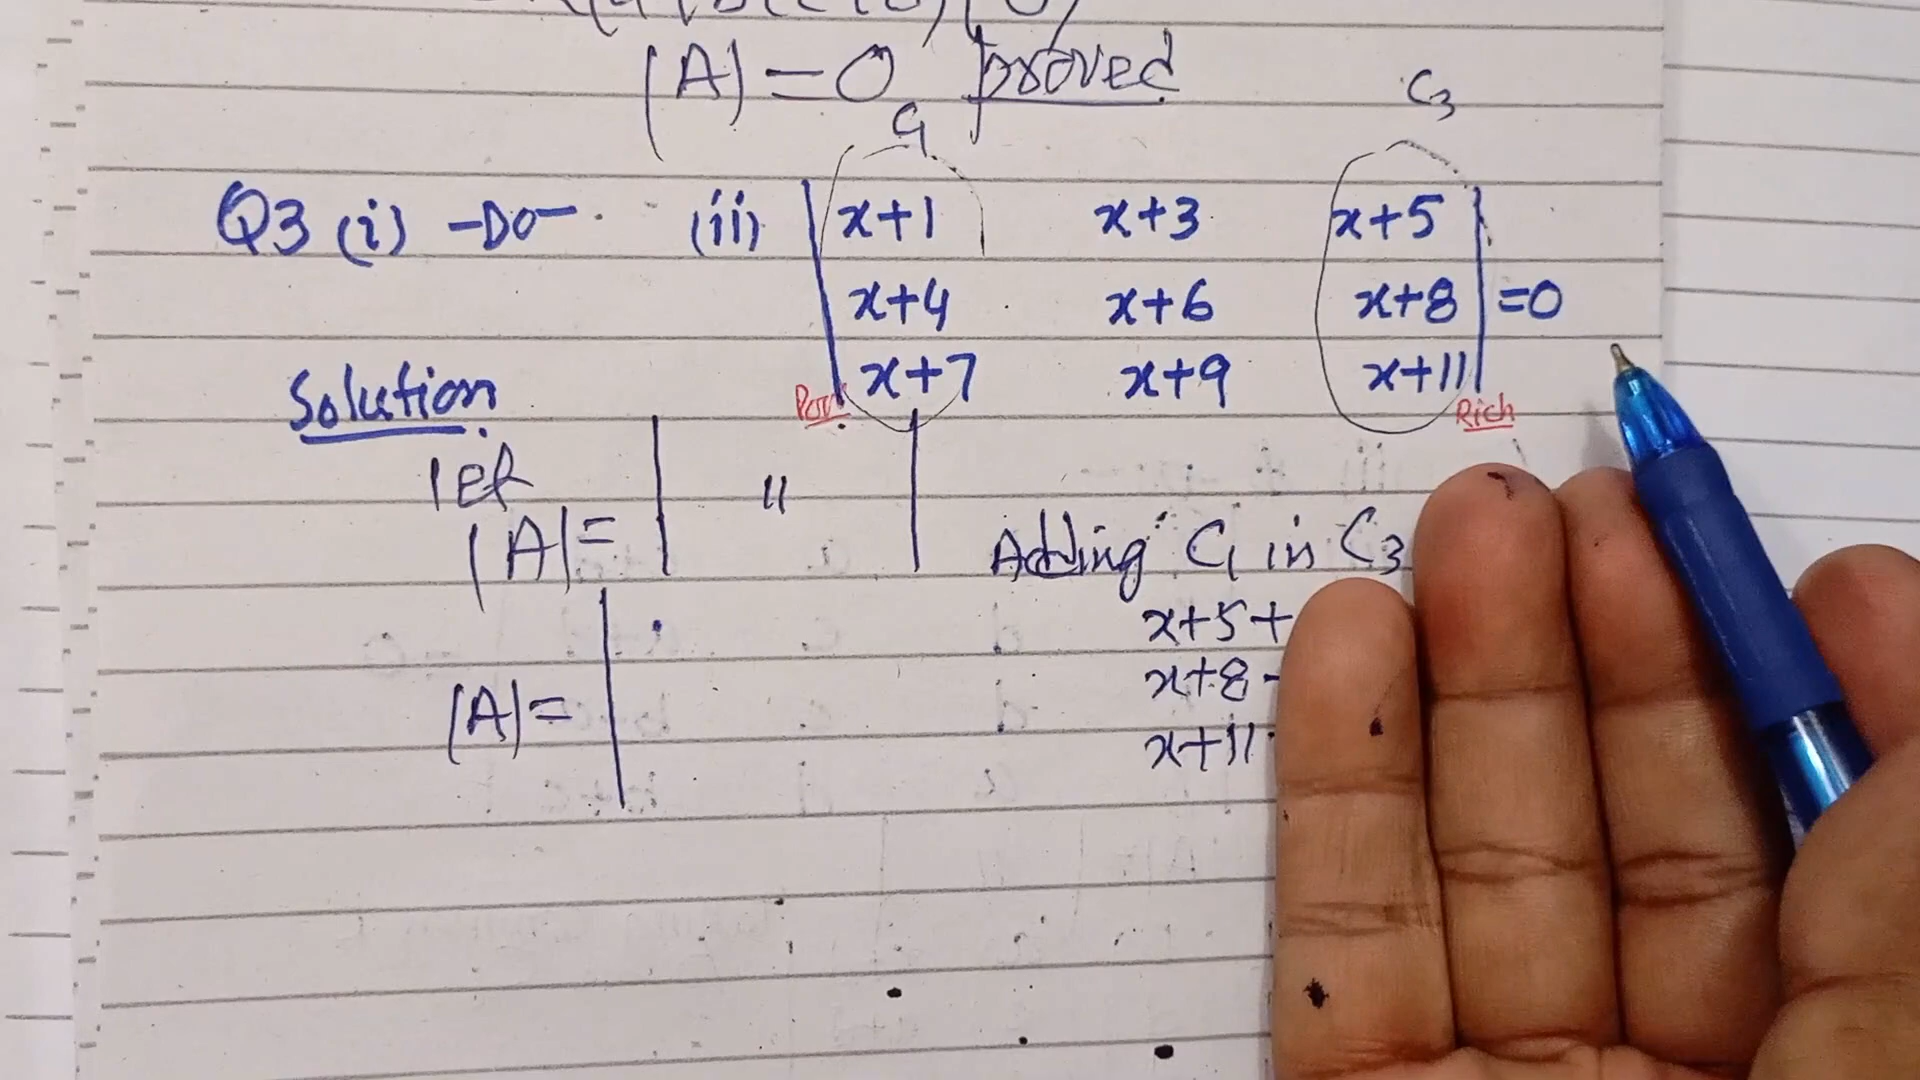 |A| = 0 proved
C1 C3
Q3 (i) -Do- (ii) x+1 x+3 x+5
x+4 x+6 x+8 =0
x+7 x+9 x+11
Solution Rich
let
|A|= | " | Adding C1 in C3
x+5+
x+8
|A|=
x+11